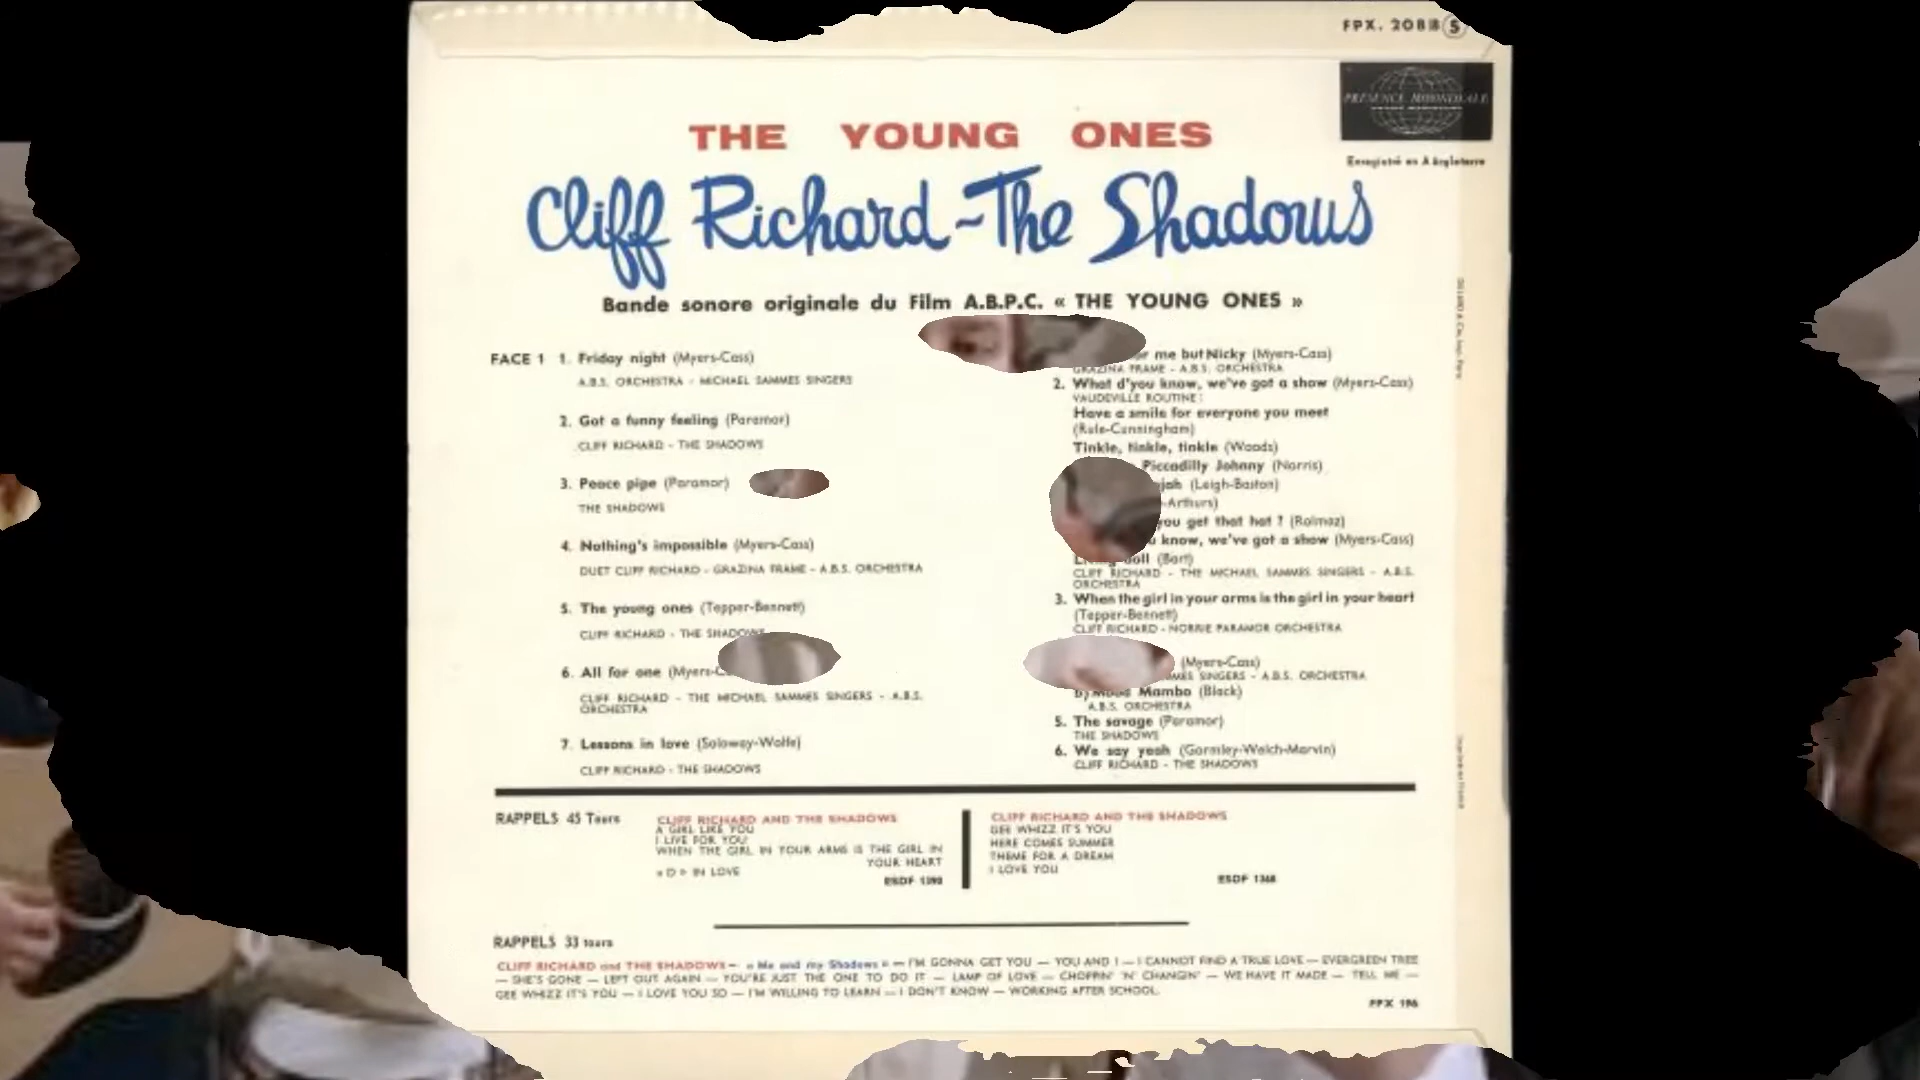 FPX. 208 S
PRESENCE MONDIALE
Enregistré en Angleterre
THE YOUNG ONES
Cliff Richard - The Shadows
Bande sonore originale du Film A.B.P.C. « THE YOUNG ONES »
FACE 1 1. Friday night (Myers-Cass)
A.B.S. ORCHESTRA - MICHAEL SAMMES SINGERS
2. Got a funny feeling (Paramor)
CLIFF RICHARD - THE SHADOWS
3. Peace pipe (Paramor)
THE SHADOWS
4. Nothing's impossible (Myers-Cass)
DUET CLIFF RICHARD - GRAZINA FRAME - A.B.S. ORCHESTRA
5. The young ones (Tepper-Bennett)
CLIFF RICHARD - THE SHADOWS
6. All for one
CLIFF RICHARD - THE MICHAEL SAMMES SINGERS - A.B.S.
ORCHESTRA
7. Lessons in love (Soloway-Wolfe)
CLIFF RICHARD - THE SHADOWS
me but Nicky (Myers-Cass)
GRAZINA FRAME - A.B.S. ORCHESTRA
2. What d'you know, we've got a show (Myers-Cass)
VAUDEVILLE ROUTINE :
Have a smile for everyone you meet
(Rule-Cunningham)
Tinkle, tinkle, tinkle (Woods)
Piccadilly Johnny (Norris)
(Leigh-Baston)
-Arthurs)
you get that hat ? (Rolmaz)
know, we've got a show (Myers-Cass)
Living doll (Bart)
CLIFF RICHARD - THE MICHAEL SAMMES SINGERS - A.B.S.
ORCHESTRA
3. When the girl in your arms is the girl in your heart
(Tepper-Bennett)
CLIFF RICHARD - NORRIE PARAMOR ORCHESTRA
(Myers-Cass)
SINGERS - A.B.S. ORCHESTRA
b) Mood Mambo (Black)
A.B.S. ORCHESTRA
5. The savage (Paramor)
THE SHADOWS
6. We say yeah (Gormley-Welch-Marvin)
CLIFF RICHARD - THE SHADOWS
RAPPELS 45 Tours
CLIFF RICHARD AND THE SHADOWS
A GIRL LIKE YOU
I LIVE FOR YOU
WHEN THE GIRL IN YOUR ARMS IS THE GIRL IN
YOUR HEART
« D » IN LOVE
ESDF 1390
CLIFF RICHARD AND THE SHADOWS
GEE WHIZZ IT'S YOU
HERE COMES SUMMER
THEME FOR A DREAM
I LOVE YOU
ESDF 1368
RAPPELS 33 tours
CLIFF RICHARD and THE SHADOWS — « Me and my Shadows » — I'M GONNA GET YOU — YOU AND I — I CANNOT FIND A TRUE LOVE — EVERGREEN TREE
— SHE'S GONE — LEFT OUT AGAIN — YOU'RE JUST THE ONE TO DO IT — LAMP OF LOVE — CHOPPIN' 'N' CHANGIN' — WE HAVE IT MADE — TELL ME —
GEE WHIZZ IT'S YOU — I LOVE YOU SO — I'M WILLING TO LEARN — I DON'T KNOW — WORKING AFTER SCHOOL.
FPX 196